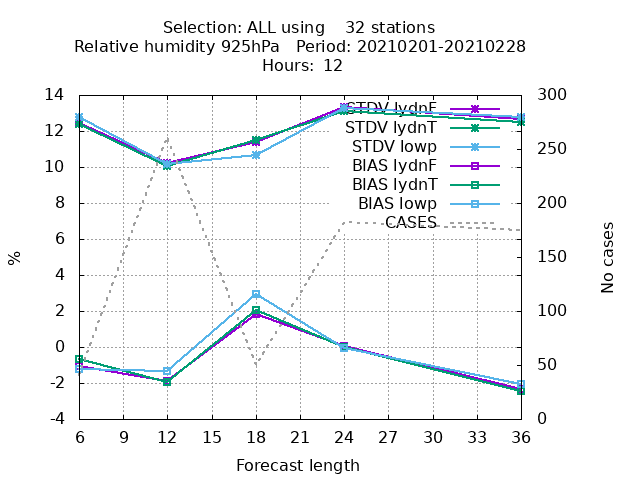 Selection: ALL using 32 stations
Relative humidity 925hPa Period: 20210201-20210228
Hours: 12
14 300
STDV lydnF
12 STDV lydnT
250
STDV lowp
10 BIAS lydnF
BIAS lydnT
8 BIAS lowp 200
CASES
6
150
4
2 100
0
50
-2
-4 0
6 9 12 15 18 21 24 27 30 33 36
Forecast length
%
No cases